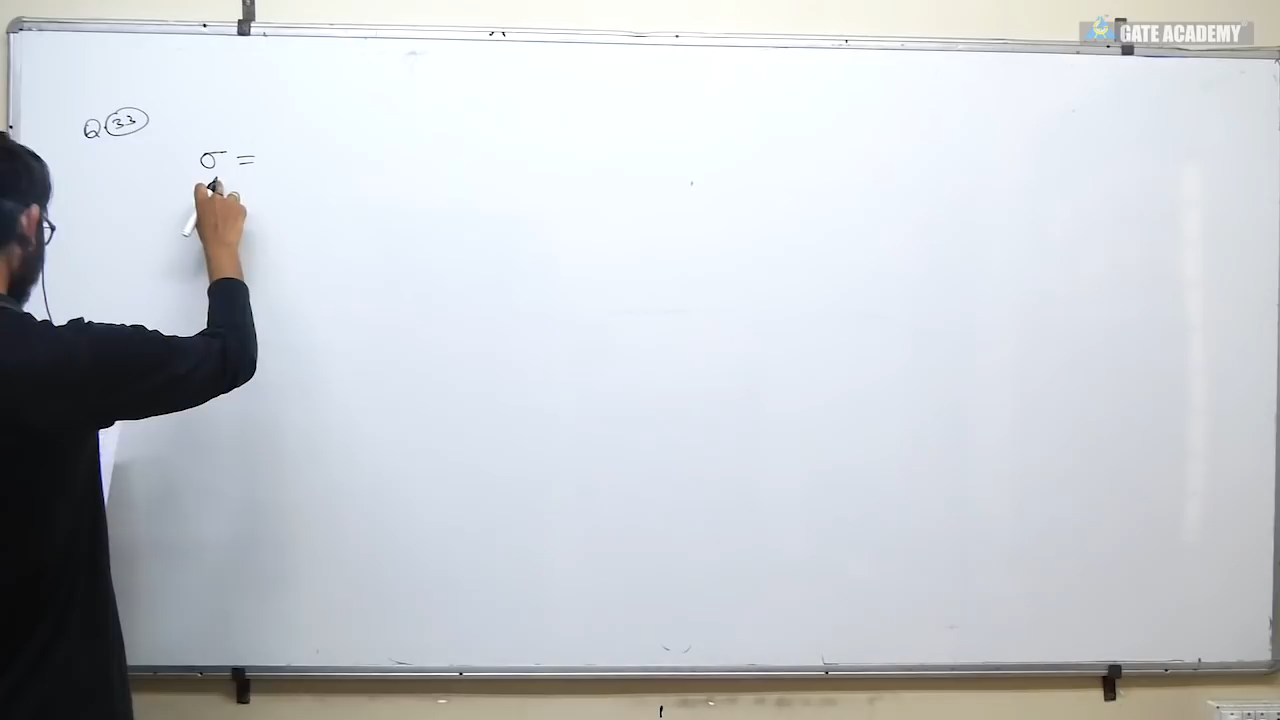 GATE ACADEMY
Q.33
σ =